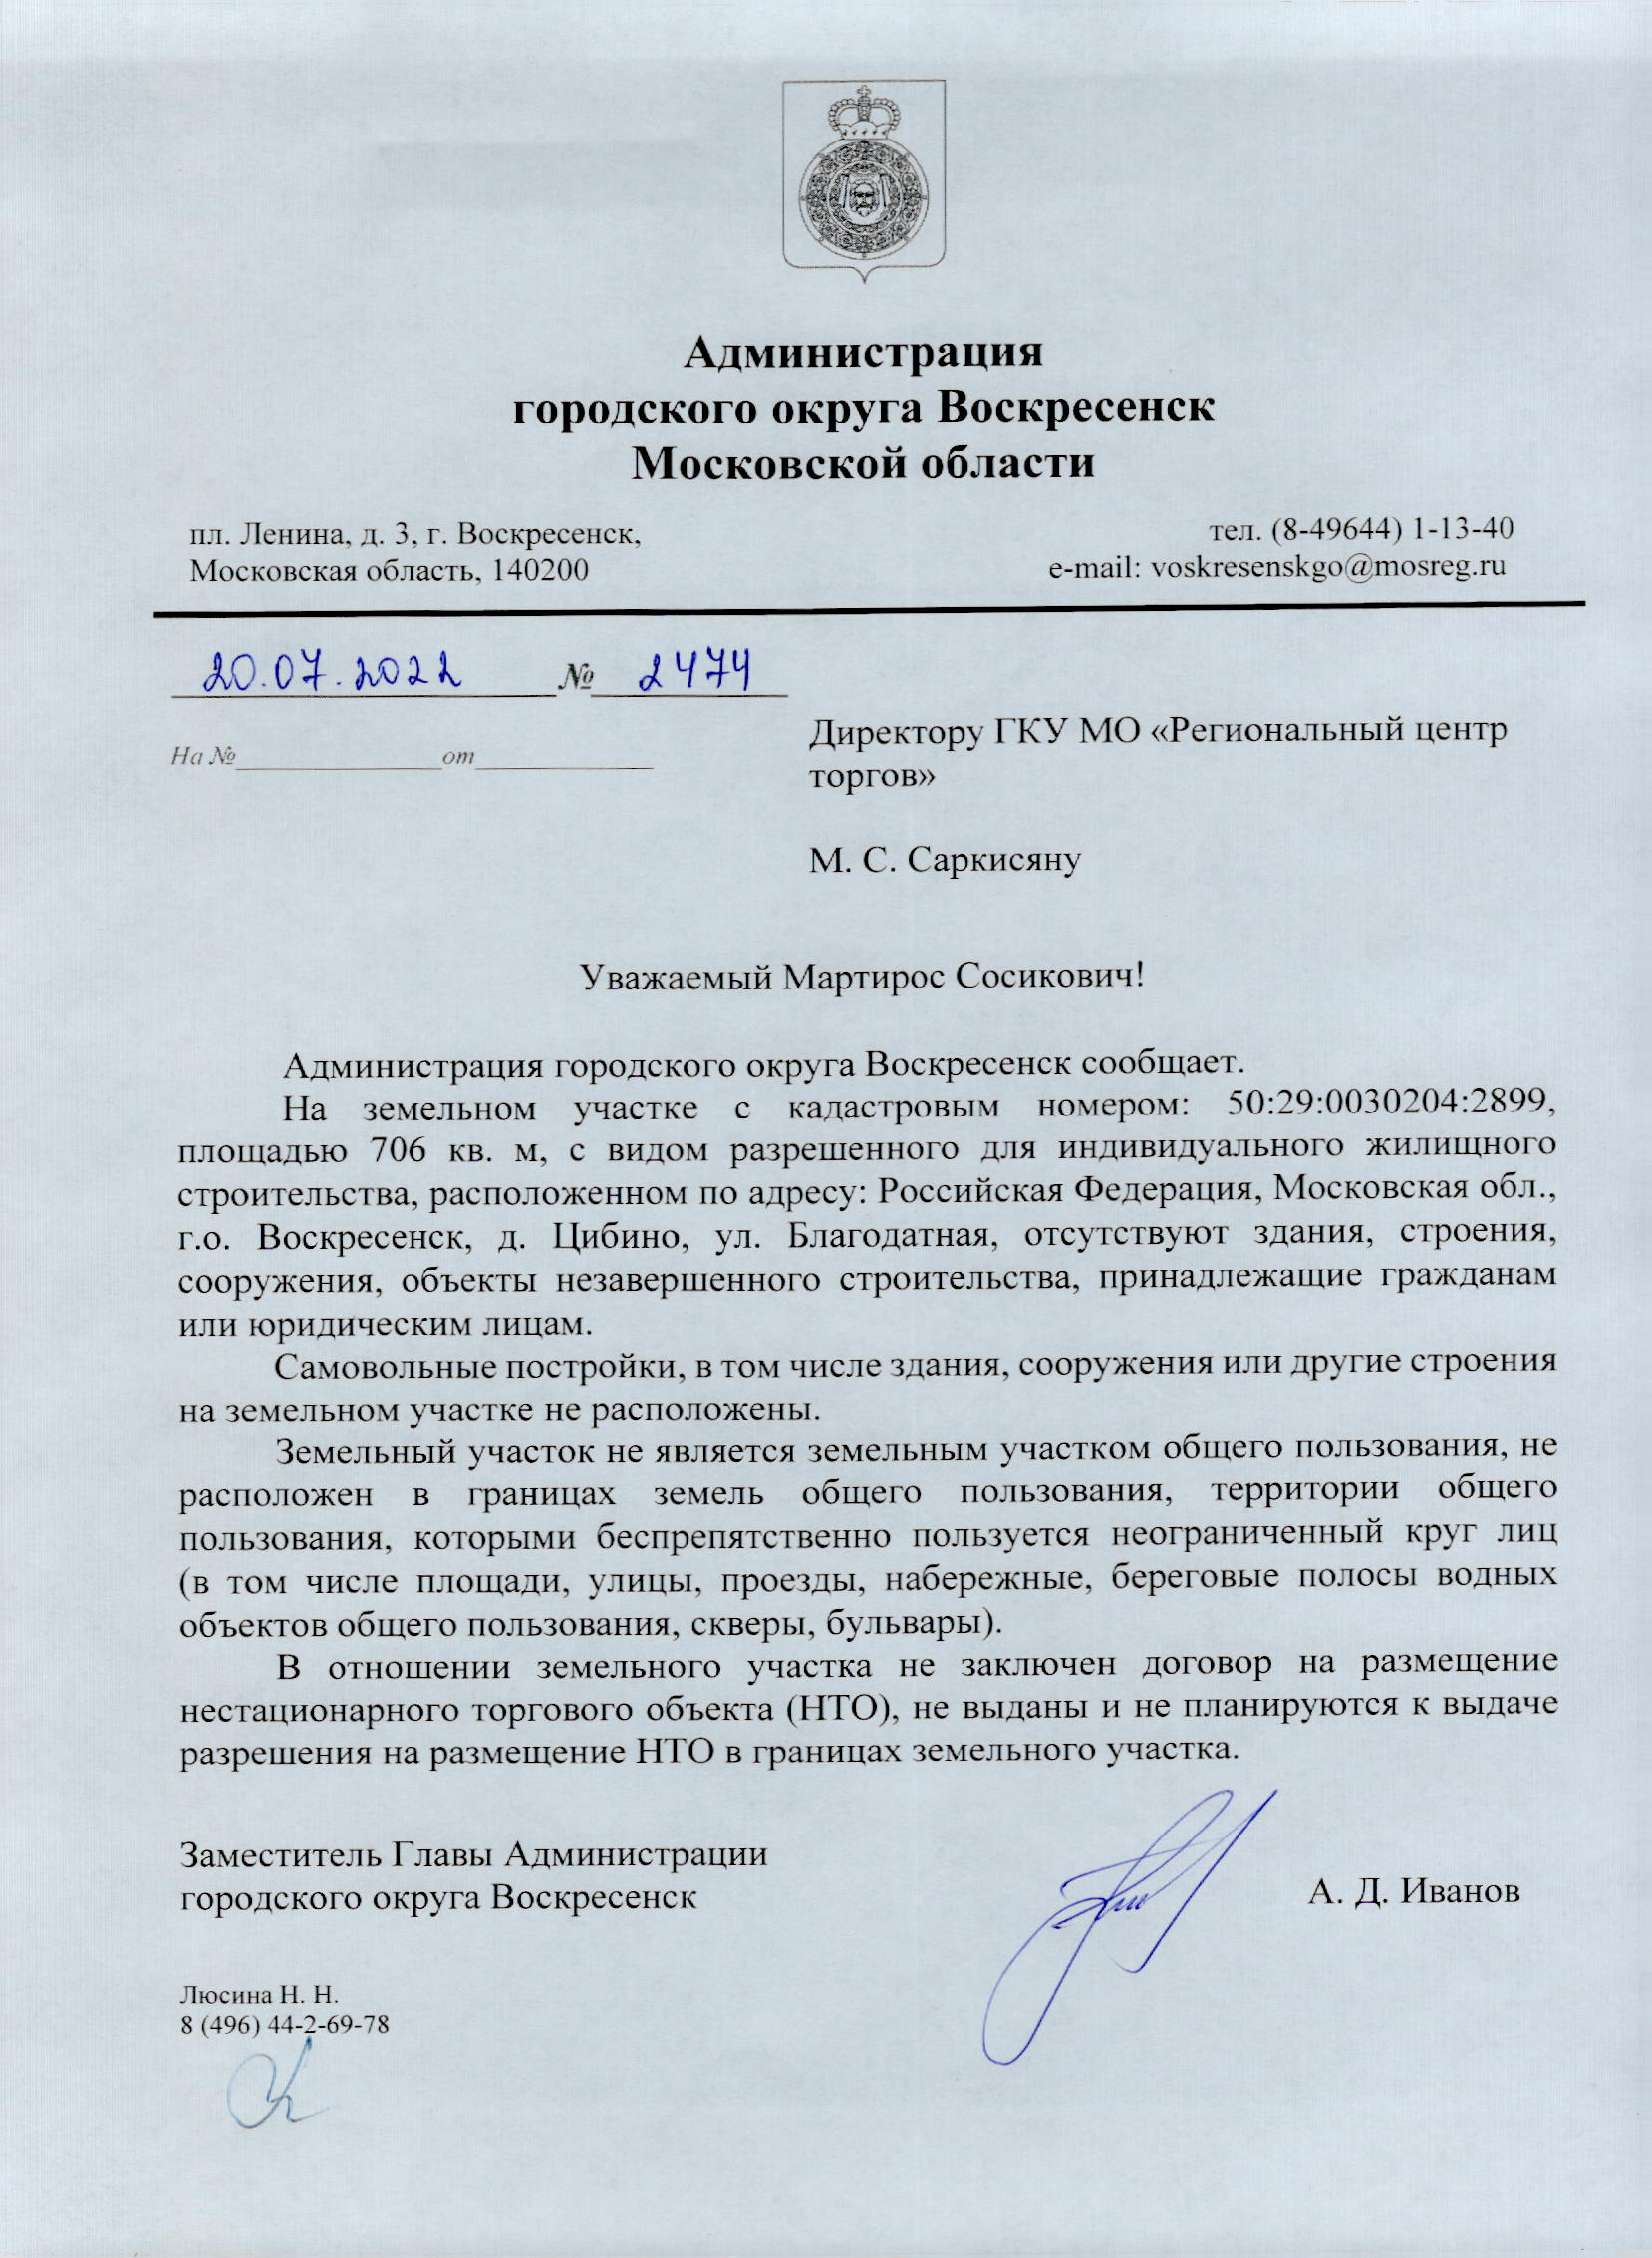 Администрация
городского округа Воскресенск
Московской области
пл. Ленина, д. 3, г. Воскресенск,
Московская область, 140200
тел. (8-49644) 1-13-40
e-mail: voskresenskgo@mosreg.ru
20.07.2022 № 2474
На №______________от____________
Директору ГКУ МО «Региональный центр
торгов»
М. С. Саркисяну
Уважаемый Мартирос Сосикович!
Администрация городского округа Воскресенск сообщает.
На земельном участке с кадастровым номером: 50:29:0030204:2899,
площадью 706 кв. м, с видом разрешенного для индивидуального жилищного
строительства, расположенном по адресу: Российская Федерация, Московская обл.,
г.о. Воскресенск, д. Цибино, ул. Благодатная, отсутствуют здания, строения,
сооружения, объекты незавершенного строительства, принадлежащие гражданам
или юридическим лицам.
Самовольные постройки, в том числе здания, сооружения или другие строения
на земельном участке не расположены.
Земельный участок не является земельным участком общего пользования, не
расположен в границах земель общего пользования, территории общего
пользования, которыми беспрепятственно пользуется неограниченный круг лиц
(в том числе площади, улицы, проезды, набережные, береговые полосы водных
объектов общего пользования, скверы, бульвары).
В отношении земельного участка не заключен договор на размещение
нестационарного торгового объекта (НТО), не выданы и не планируются к выдаче
разрешения на размещение НТО в границах земельного участка.
Заместитель Главы Администрации
городского округа Воскресенск
А. Д. Иванов
Люсина Н. Н.
8 (496) 44-2-69-78